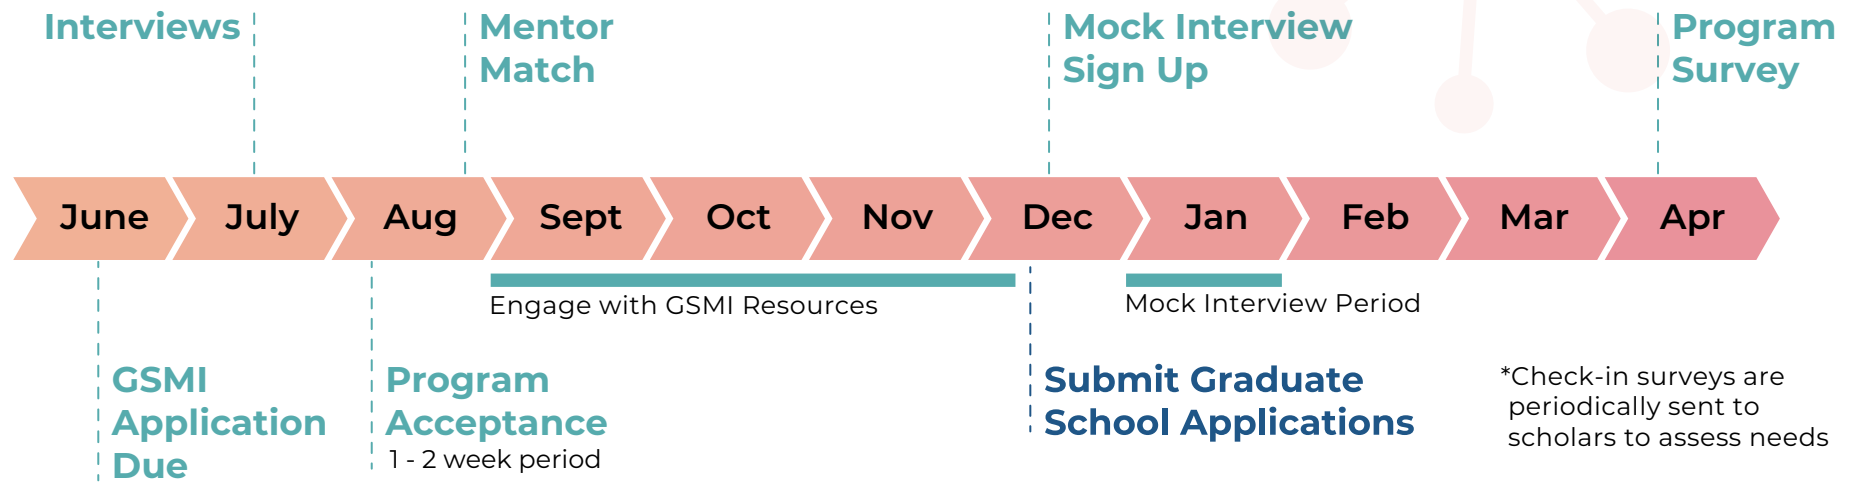 Interviews
Mentor
Match
Mock Interview
Sign Up
Program
Survey
June July Aug Sept Oct Nov Dec Jan Feb Mar Apr
Engage with GSMI Resources
Mock Interview Period
GSMI
Application
Due
Program
Acceptance
1 - 2 week period
Submit Graduate
School Applications
*Check-in surveys are
periodically sent to
scholars to assess needs